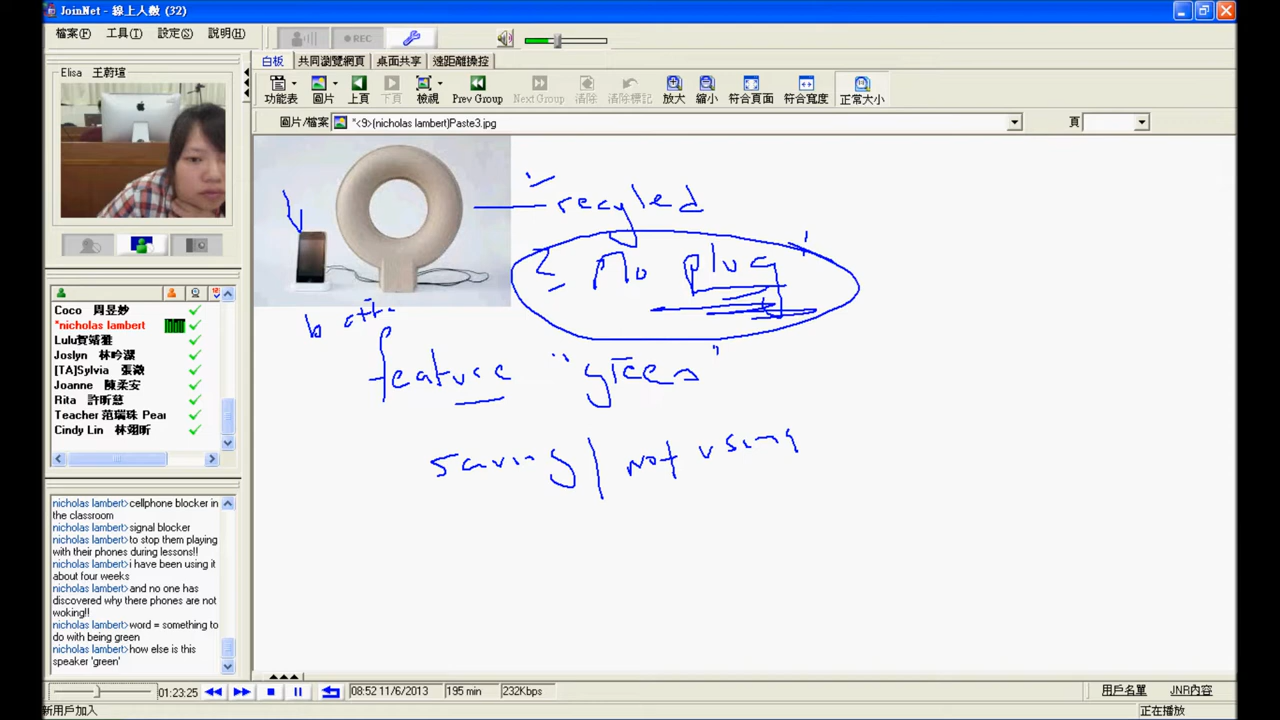 JoinNet - 線上人數 (32)
檔案(F) 工具(T) 設定(S) 說明(H)
REC
Elisa 王蔚瑄
白板 共同瀏覽網頁 桌面共享 遠距離操控
功能表 圖片 上頁 下頁 檢視 Prev Group Next Group 清除 清除標記 放大 縮小 符合頁面 符合寬度 正常大小
圖片/檔案 *<9>(nicholas lambert)Paste3.jpg 頁
recycled
2 no plug
feature "green"
saving | not using
Coco 周昱妙
*nicholas lambert
Lulu賀婧雅
Joslyn 林吟潔
[TA]Sylvia 張瀓
Joanne 陳柔安
Rita 許昕慈
Teacher 范瑞珠 Pear
Cindy Lin 林翊昕
nicholas lambert> cellphone blocker in
the classroom
nicholas lambert> signal blocker
nicholas lambert> to stop them playing
with their phones during lessons!!
nicholas lambert> i have been using it
about four weeks
nicholas lambert> and no one has
discovered why there phones are not
woking!!
nicholas lambert> word = something to
do with being green
nicholas lambert> how else is this
speaker 'green'
01:23:25 08:52 11/6/2013 195 min 232Kbps 用戶名單 JNR內容
新用戶加入 正在播放